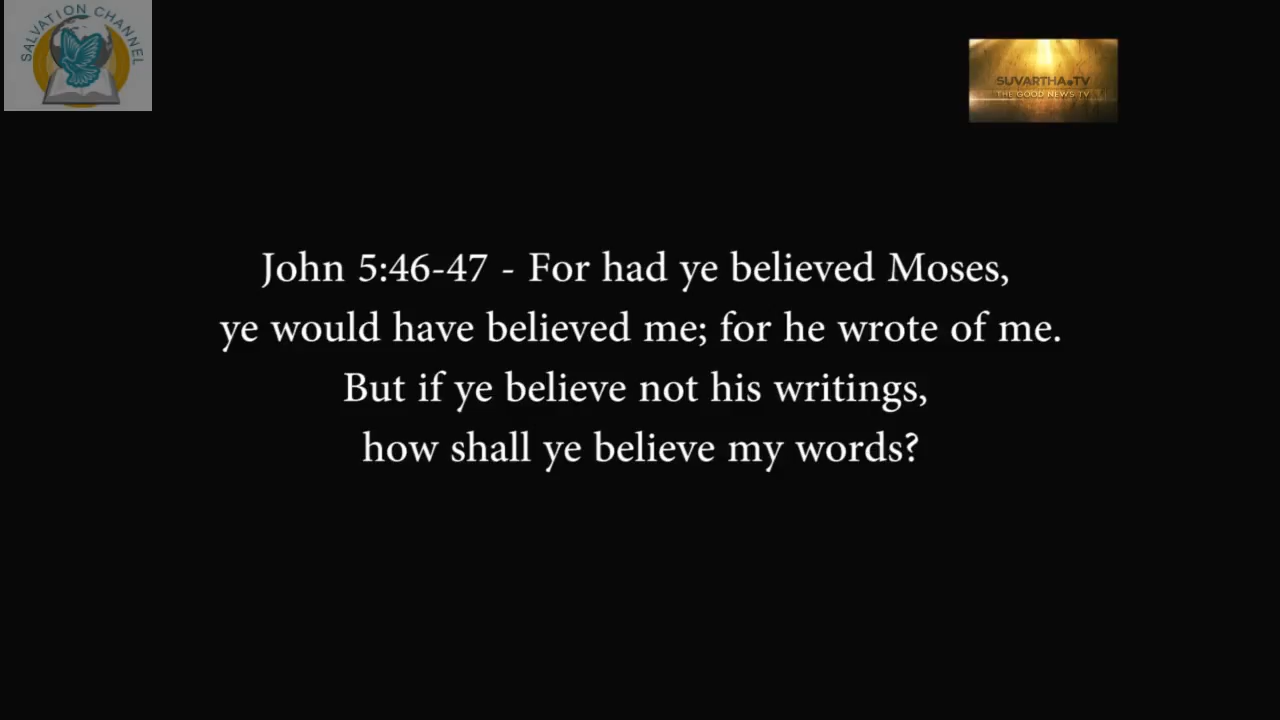 SALVATION CHANNEL
SUVARTHA.TV
THE GOOD NEWS TV
John 5:46-47 - For had ye believed Moses,
ye would have believed me; for he wrote of me.
But if ye believe not his writings,
how shall ye believe my words?